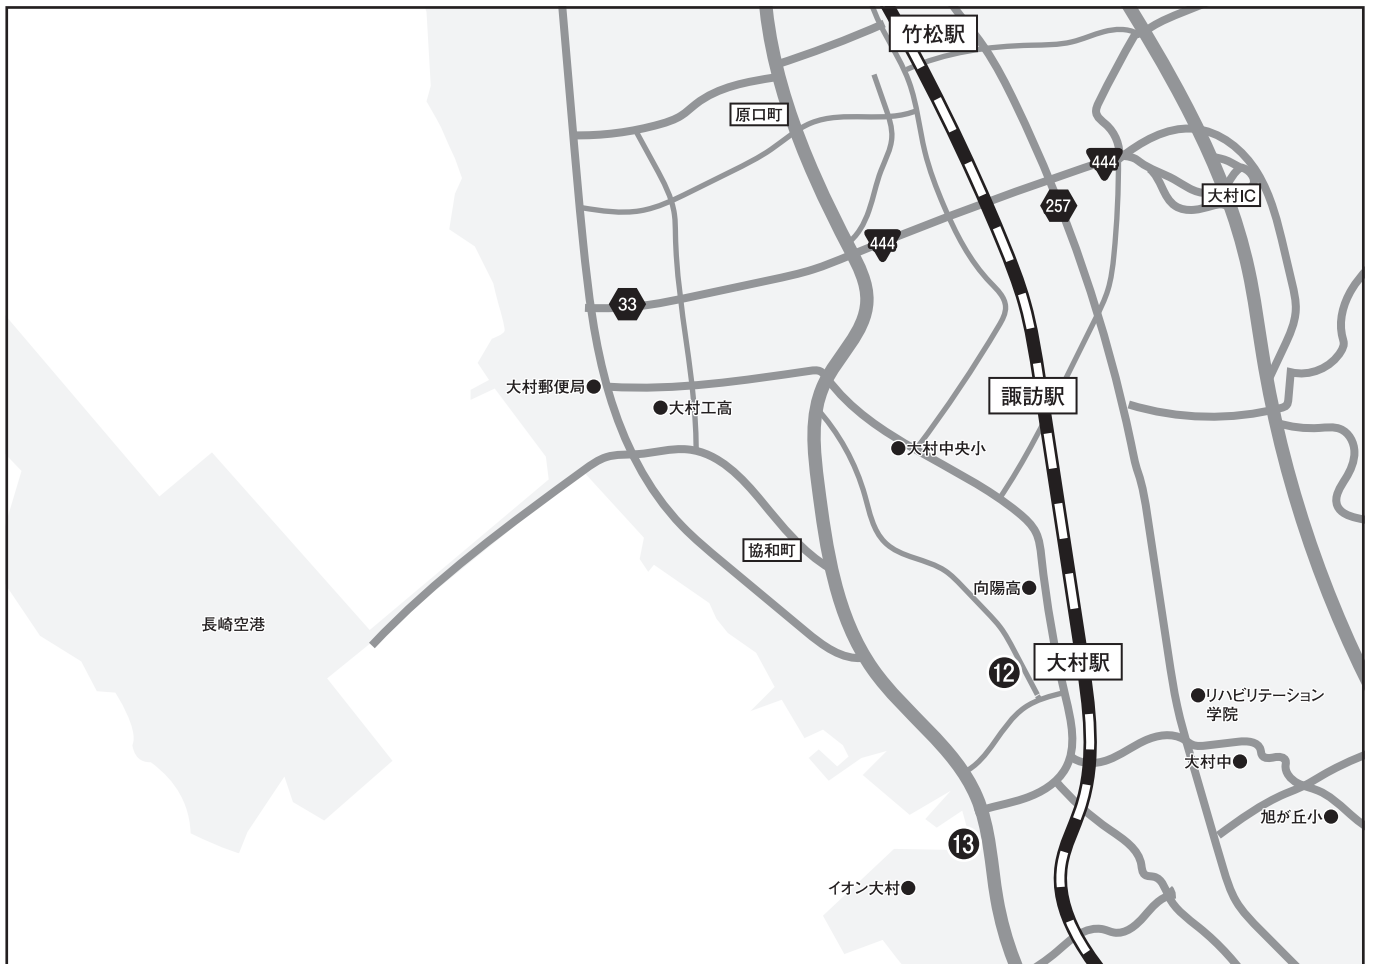 竹松駅
原口町
444
大村IC
257
444
33
大村郵便局
大村工高
諏訪駅
大村中央小
協和町
向陽高
長崎空港
大村駅
12
リハビリテーション
学院
大村中
旭が丘小
13
イオン大村